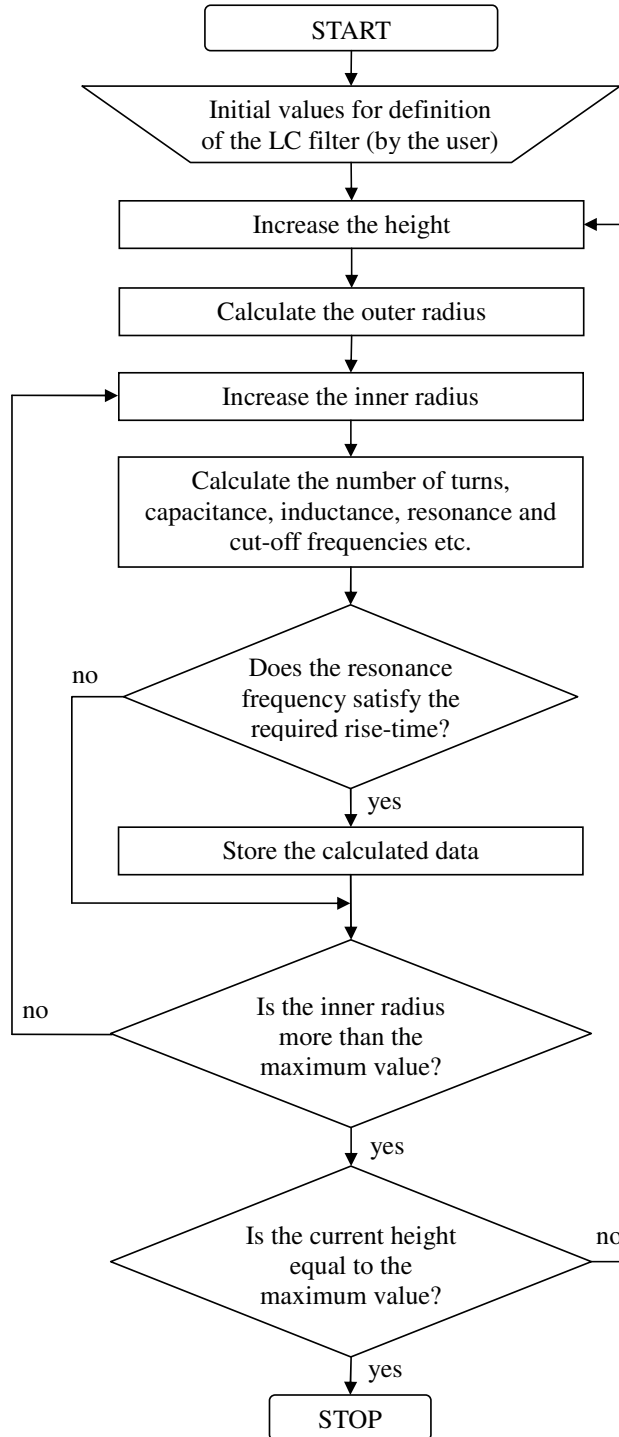 START
Initial values for definition
of the LC filter (by the user)
Increase the height
Calculate the outer radius
Increase the inner radius
Calculate the number of turns,
capacitance, inductance, resonance and
cut-off frequencies etc.
no
Does the resonance
frequency satisfy the
required rise-time?
yes
Store the calculated data
no
Is the inner radius
more than the
maximum value?
yes
Is the current height
equal to the
maximum value?
no
yes
STOP